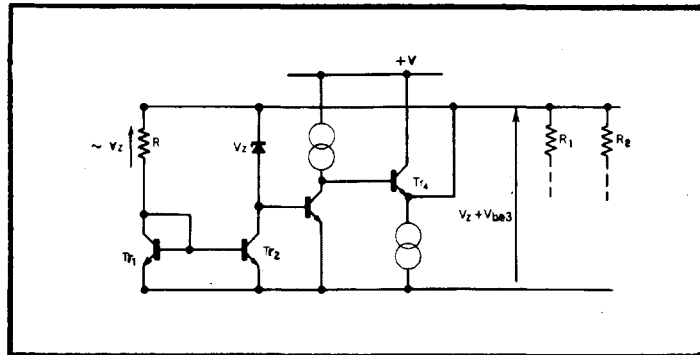 +V
~ Vz
R
Vz
R1
R2
Tr4
Vz + Vbe3
Tr1
Tr2